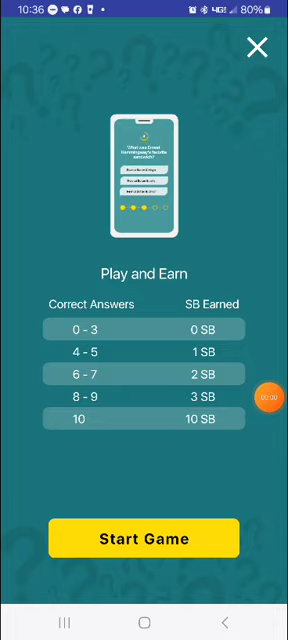 10:36
4G
80%
What was Ernest
Hemmingway's favorite
sandwich?
Play and Earn
Correct Answers SB Earned
0 - 3 0 SB
4 - 5 1 SB
6 - 7 2 SB
8 - 9 3 SB
10 10 SB
00:00
Start Game